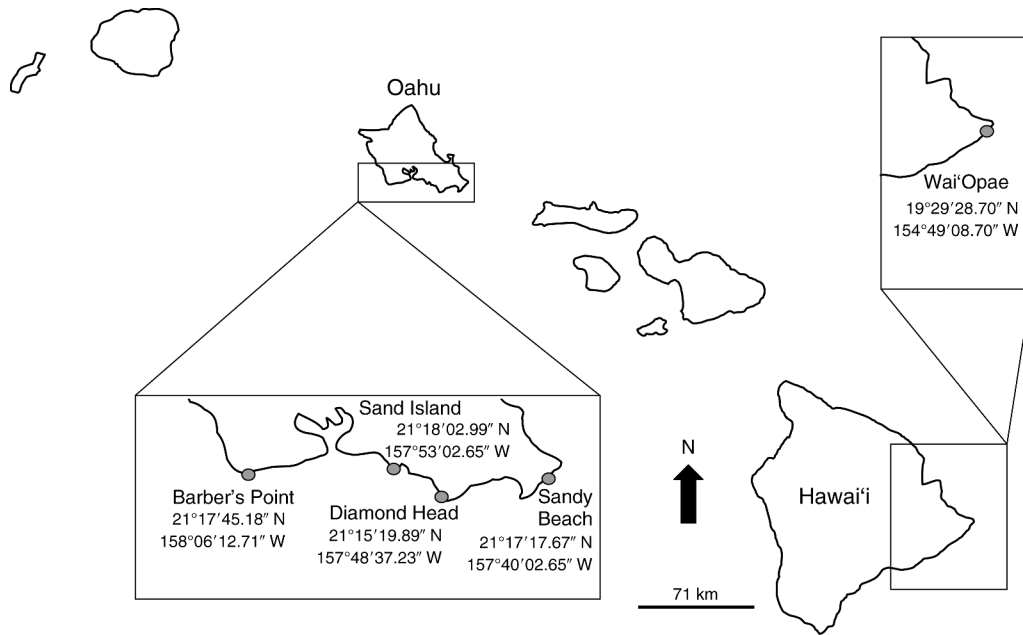 Oahu
Wai‘Opae
19°29′28.70″ N
154°49′08.70″ W
Sand Island
21°18′02.99″ N
157°53′02.65″ W
Barber’s Point
21°17′45.18″ N
158°06′12.71″ W
Diamond Head
21°15′19.89″ N
157°48′37.23″ W
Sandy
Beach
21°17′17.67″ N
157°40′02.65″ W
N
Hawai‘i
71 km